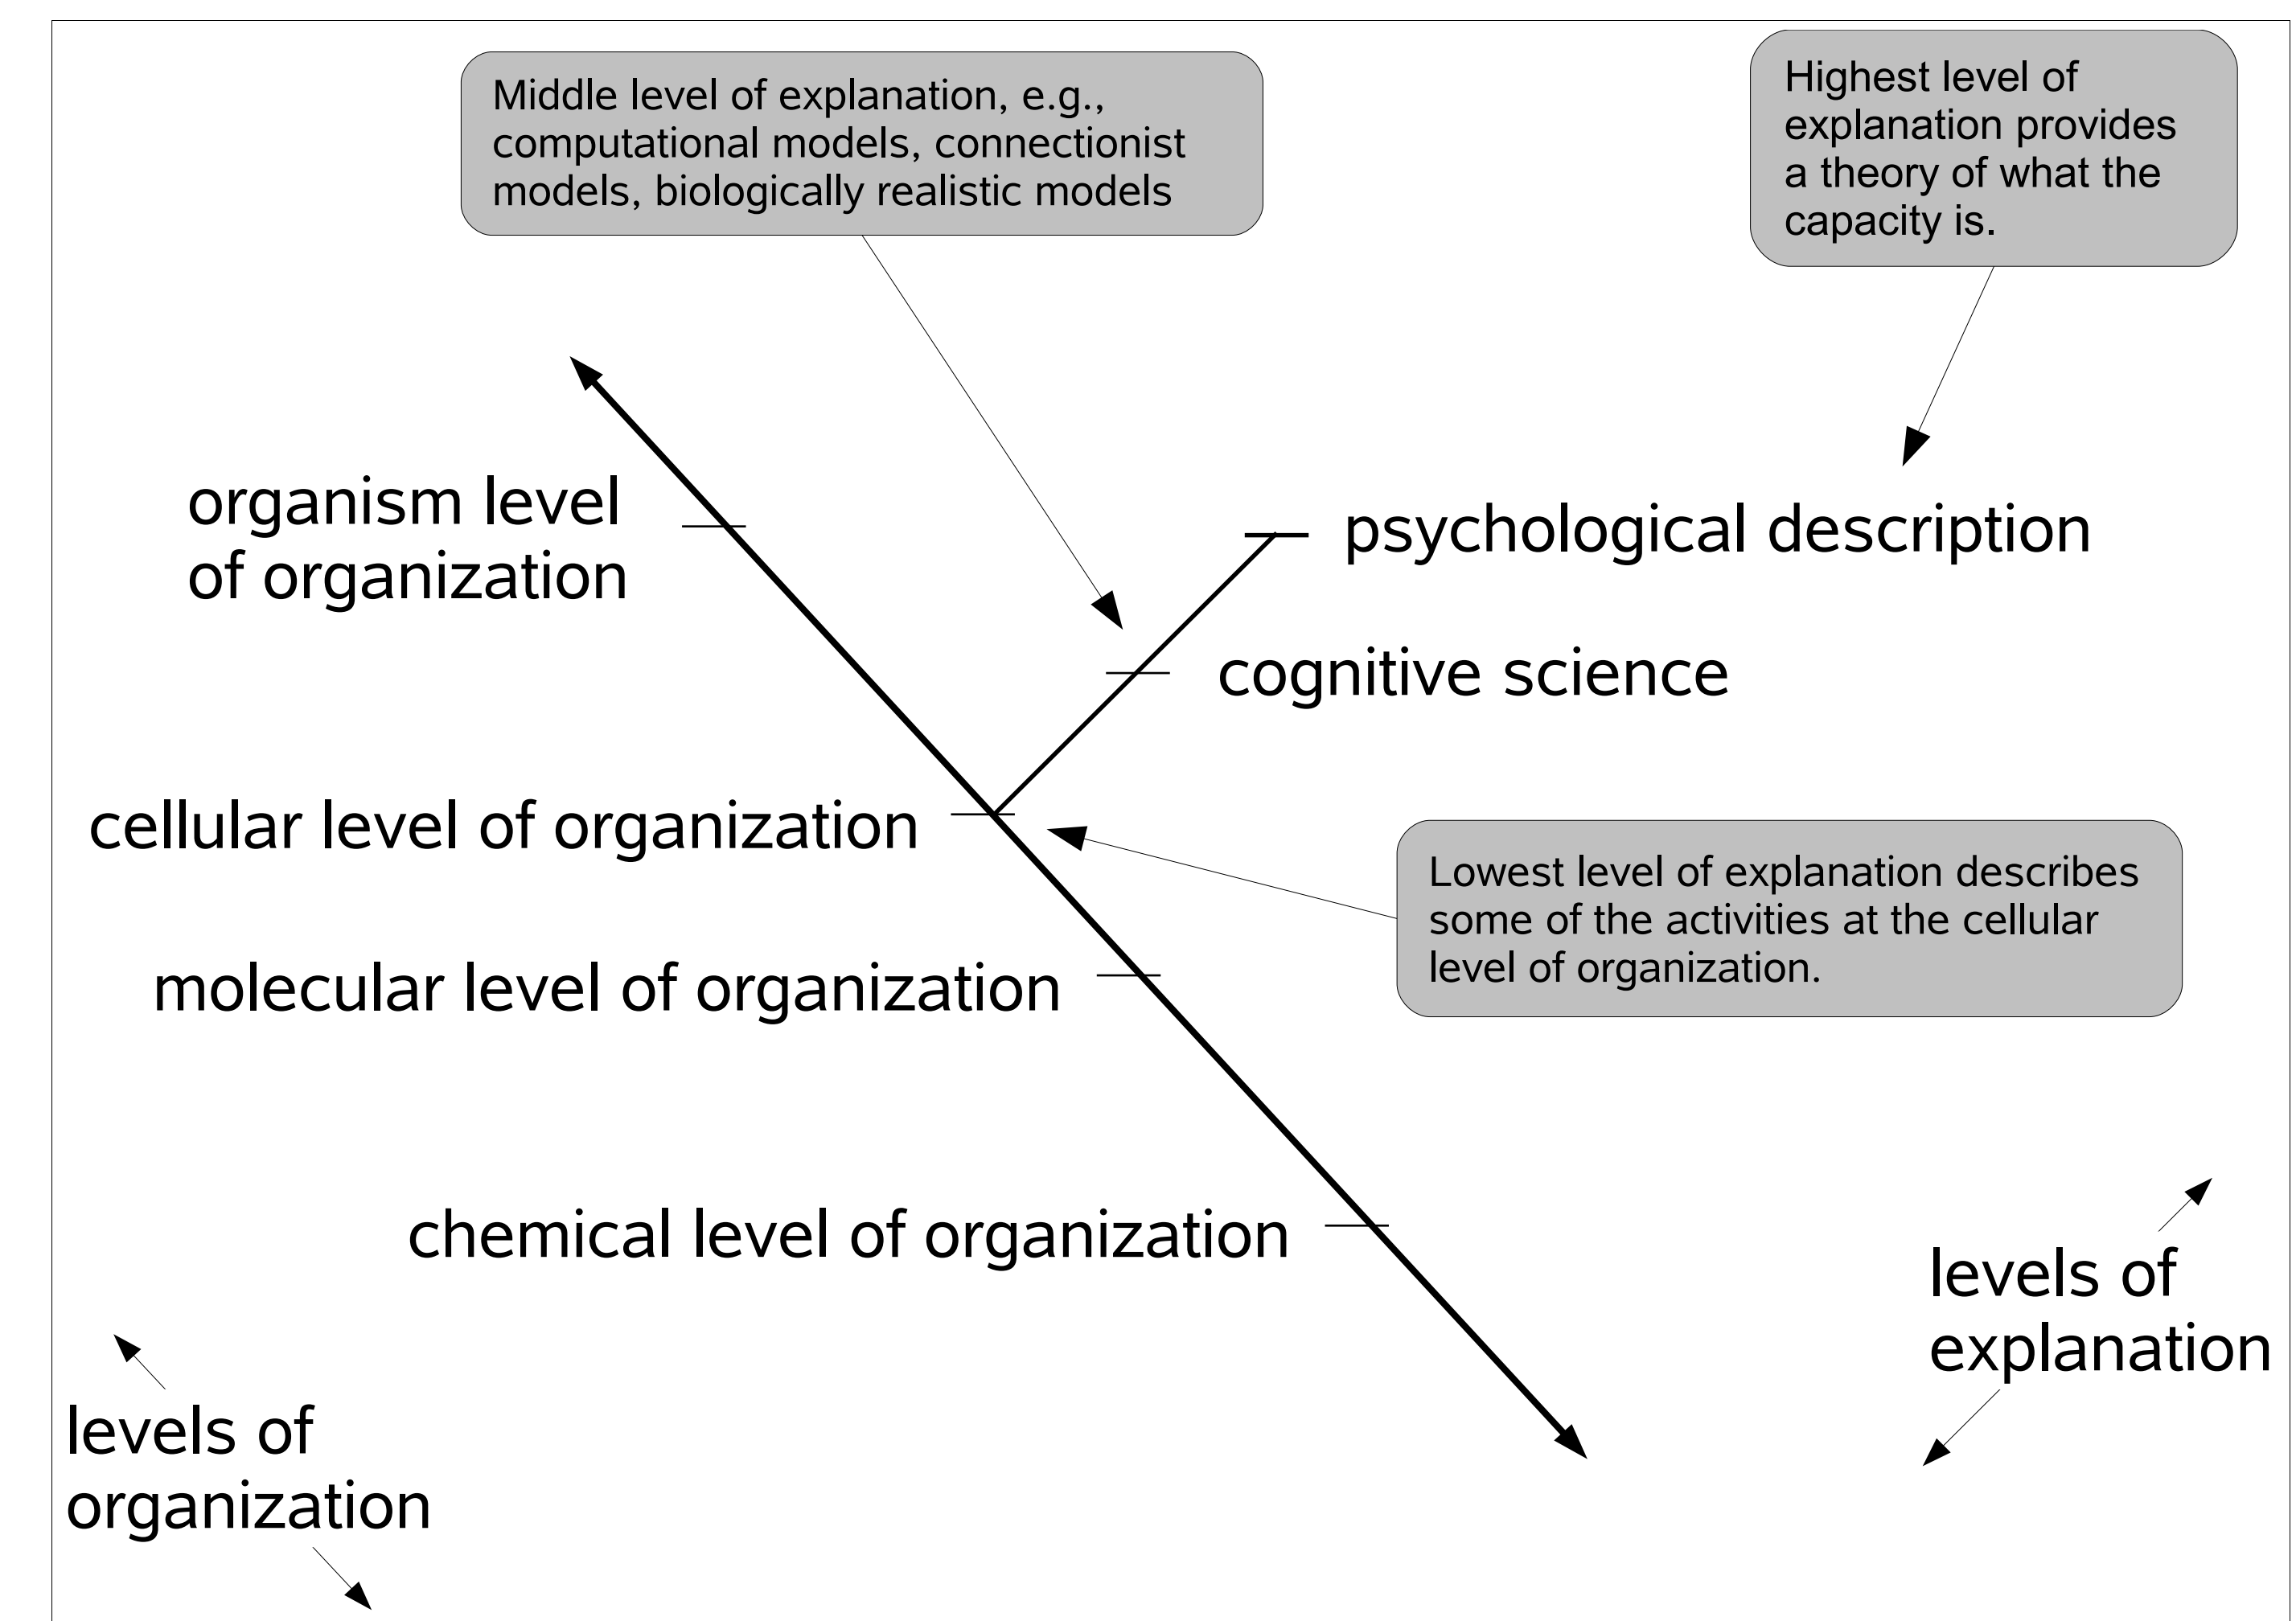 Middle level of explanation, e.g.,
computational models, connectionist
models, biologically realistic models
Highest level of
explanation provides
a theory of what the
capacity is.
organism level
of organization
psychological description
cognitive science
cellular level of organization
Lowest level of explanation describes
some of the activities at the cellular
level of organization.
molecular level of organization
chemical level of organization
levels of
explanation
levels of
organization